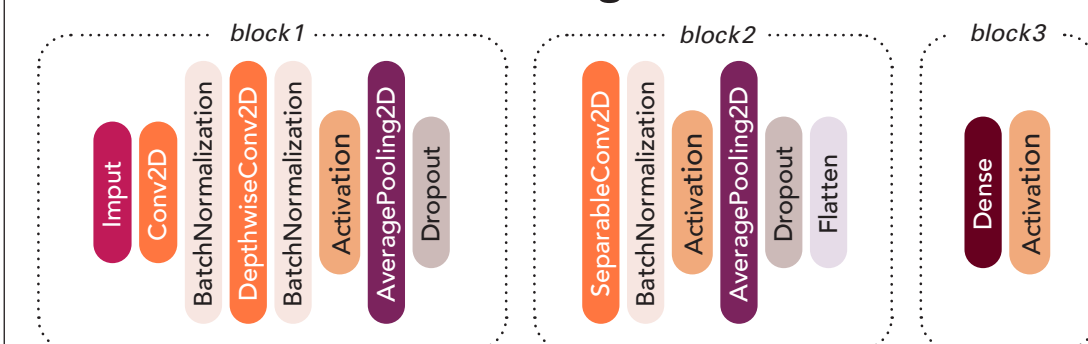 block1
block2
block3
Imput
Conv2D
BatchNormalization
DepthwiseConv2D
BatchNormalization
Activation
AveragePooling2D
Dropout
SeparableConv2D
BatchNormalization
Activation
AveragePooling2D
Dropout
Flatten
Dense
Activation